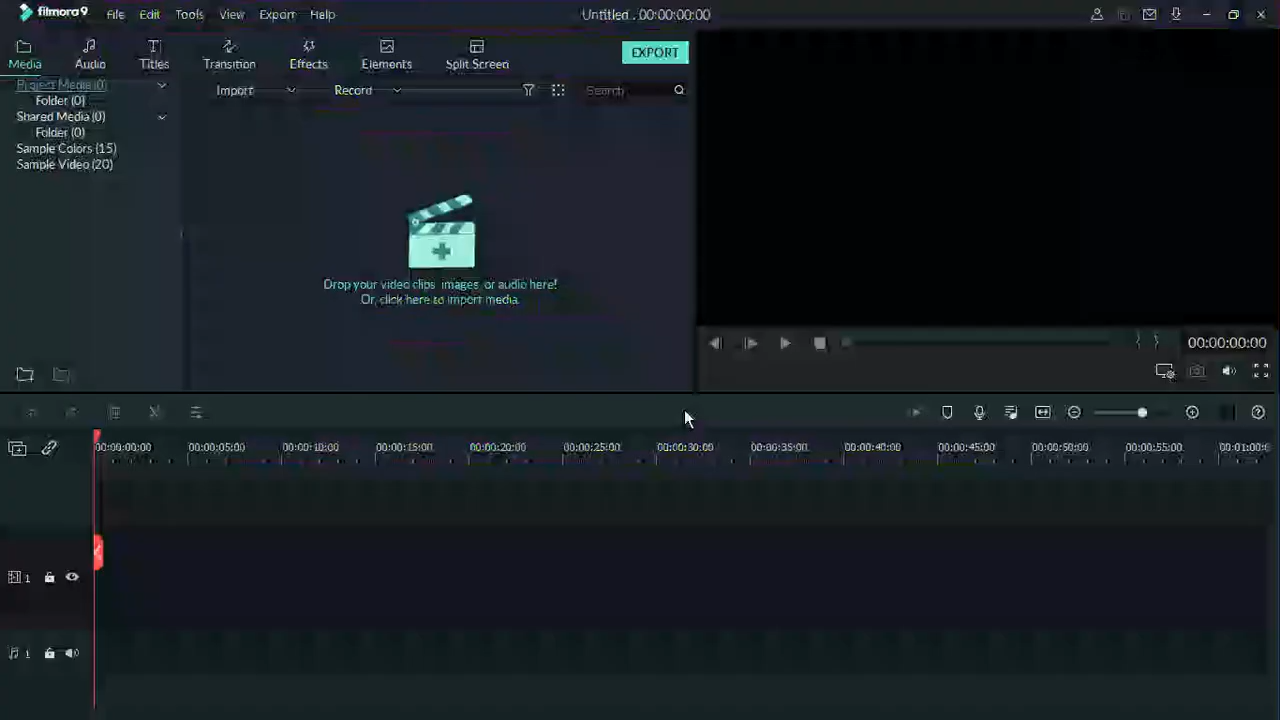 filmora9 File Edit Tools View Export Help Untitled . 00:00:00:00
Media Audio Titles Transition Effects Elements Split Screen EXPORT
Project Media (0)
Folder (0)
Shared Media (0)
Folder (0)
Sample Colors (15)
Sample Video (20)
Import Record Search
Drop your video clips, images, or audio here!
Or, click here to import media.
00:00:00:00
00:00:00:00 00:00:05:00 00:00:10:00 00:00:15:00 00:00:20:00 00:00:25:00 00:00:30:00 00:00:35:00 00:00:40:00 00:00:45:00 00:00:50:00 00:00:55:00 00:01:00:0
1
1